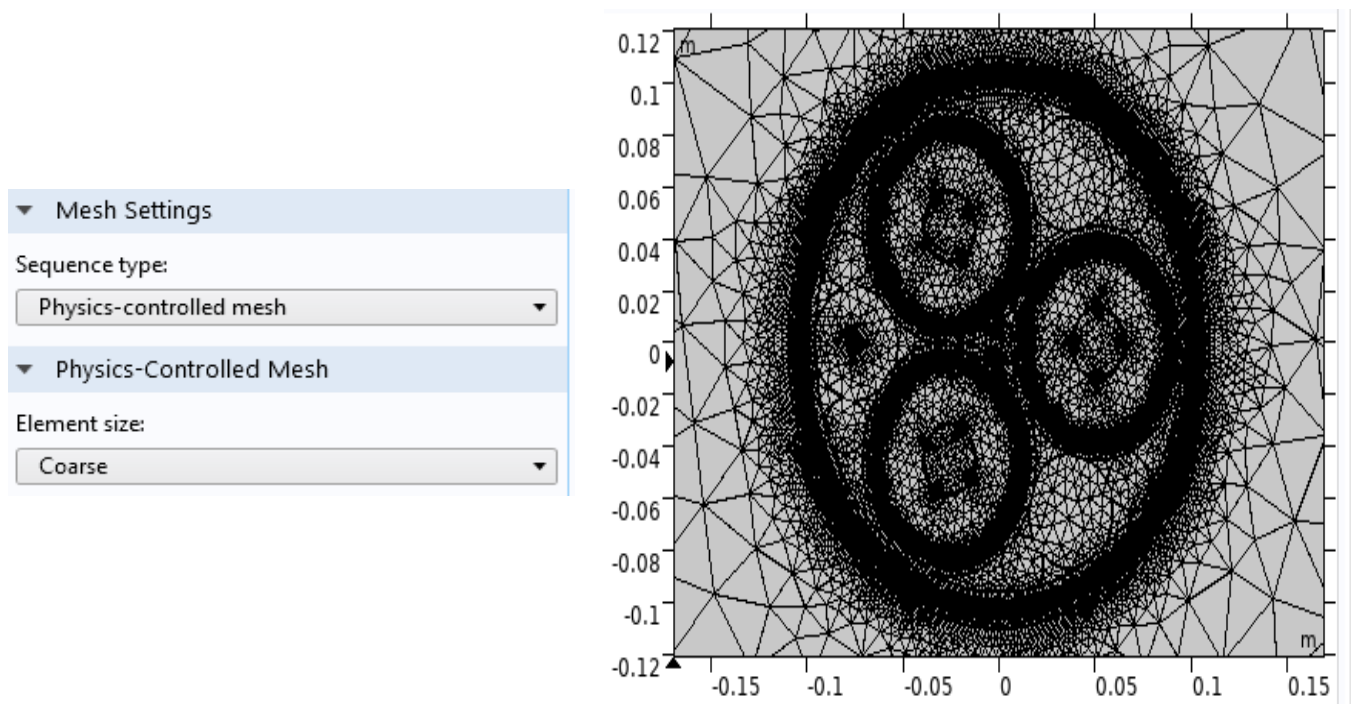 Mesh Settings
Sequence type:
Physics-controlled mesh
Physics-Controlled Mesh
Element size:
Coarse
m
0.12
0.1
0.08
0.06
0.04
0.02
0
-0.02
-0.04
-0.06
-0.08
-0.1
-0.12
m
-0.15 -0.1 -0.05 0 0.05 0.1 0.15